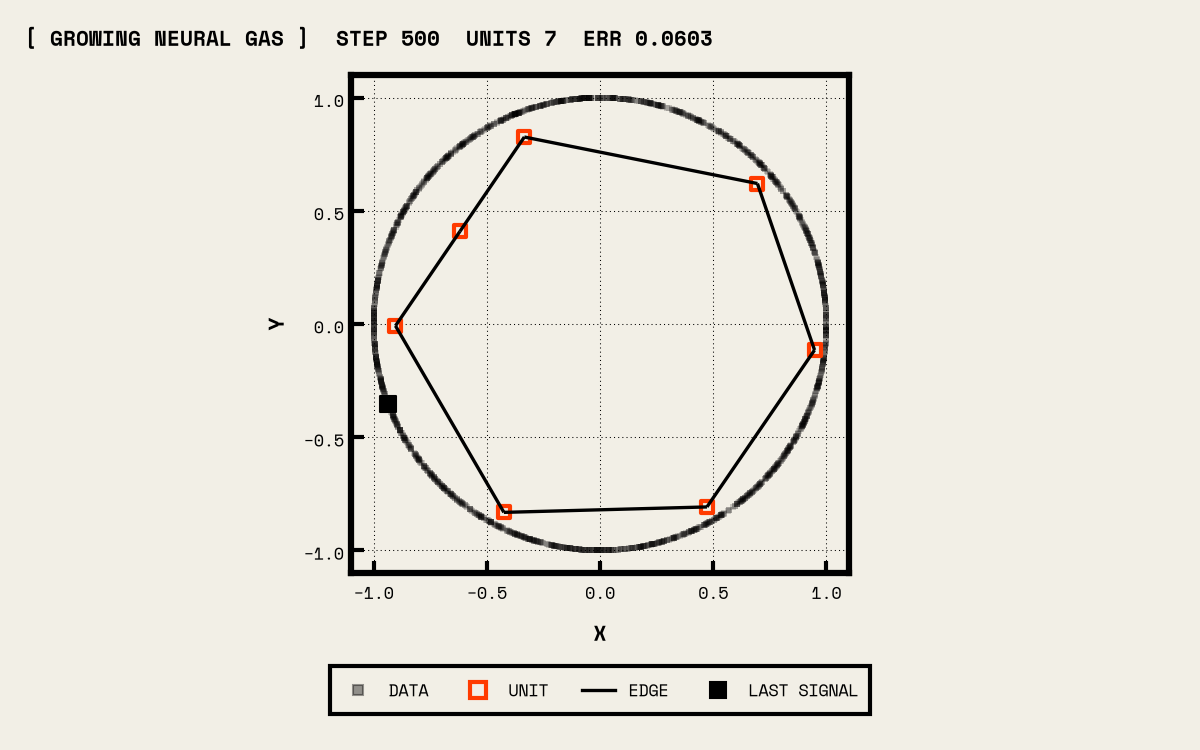 [ GROWING NEURAL GAS ]  STEP 500  UNITS 7  ERR 0.0603
1.0
0.5
0.0
−0.5
−1.0
Y
−1.0  −0.5  0.0  0.5  1.0
X
DATA  UNIT  EDGE  LAST SIGNAL